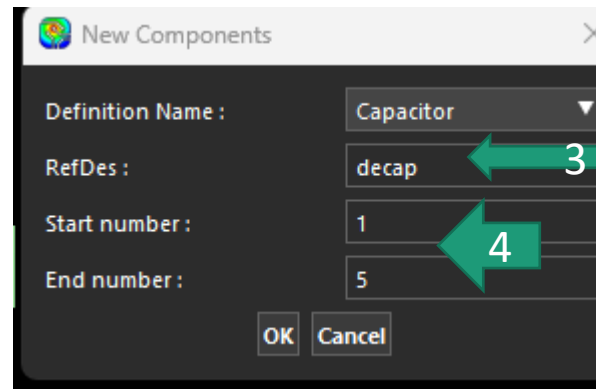 New Components
Definition Name : Capacitor
RefDes : decap 3
Start number : 1
4
End number : 5
OK Cancel